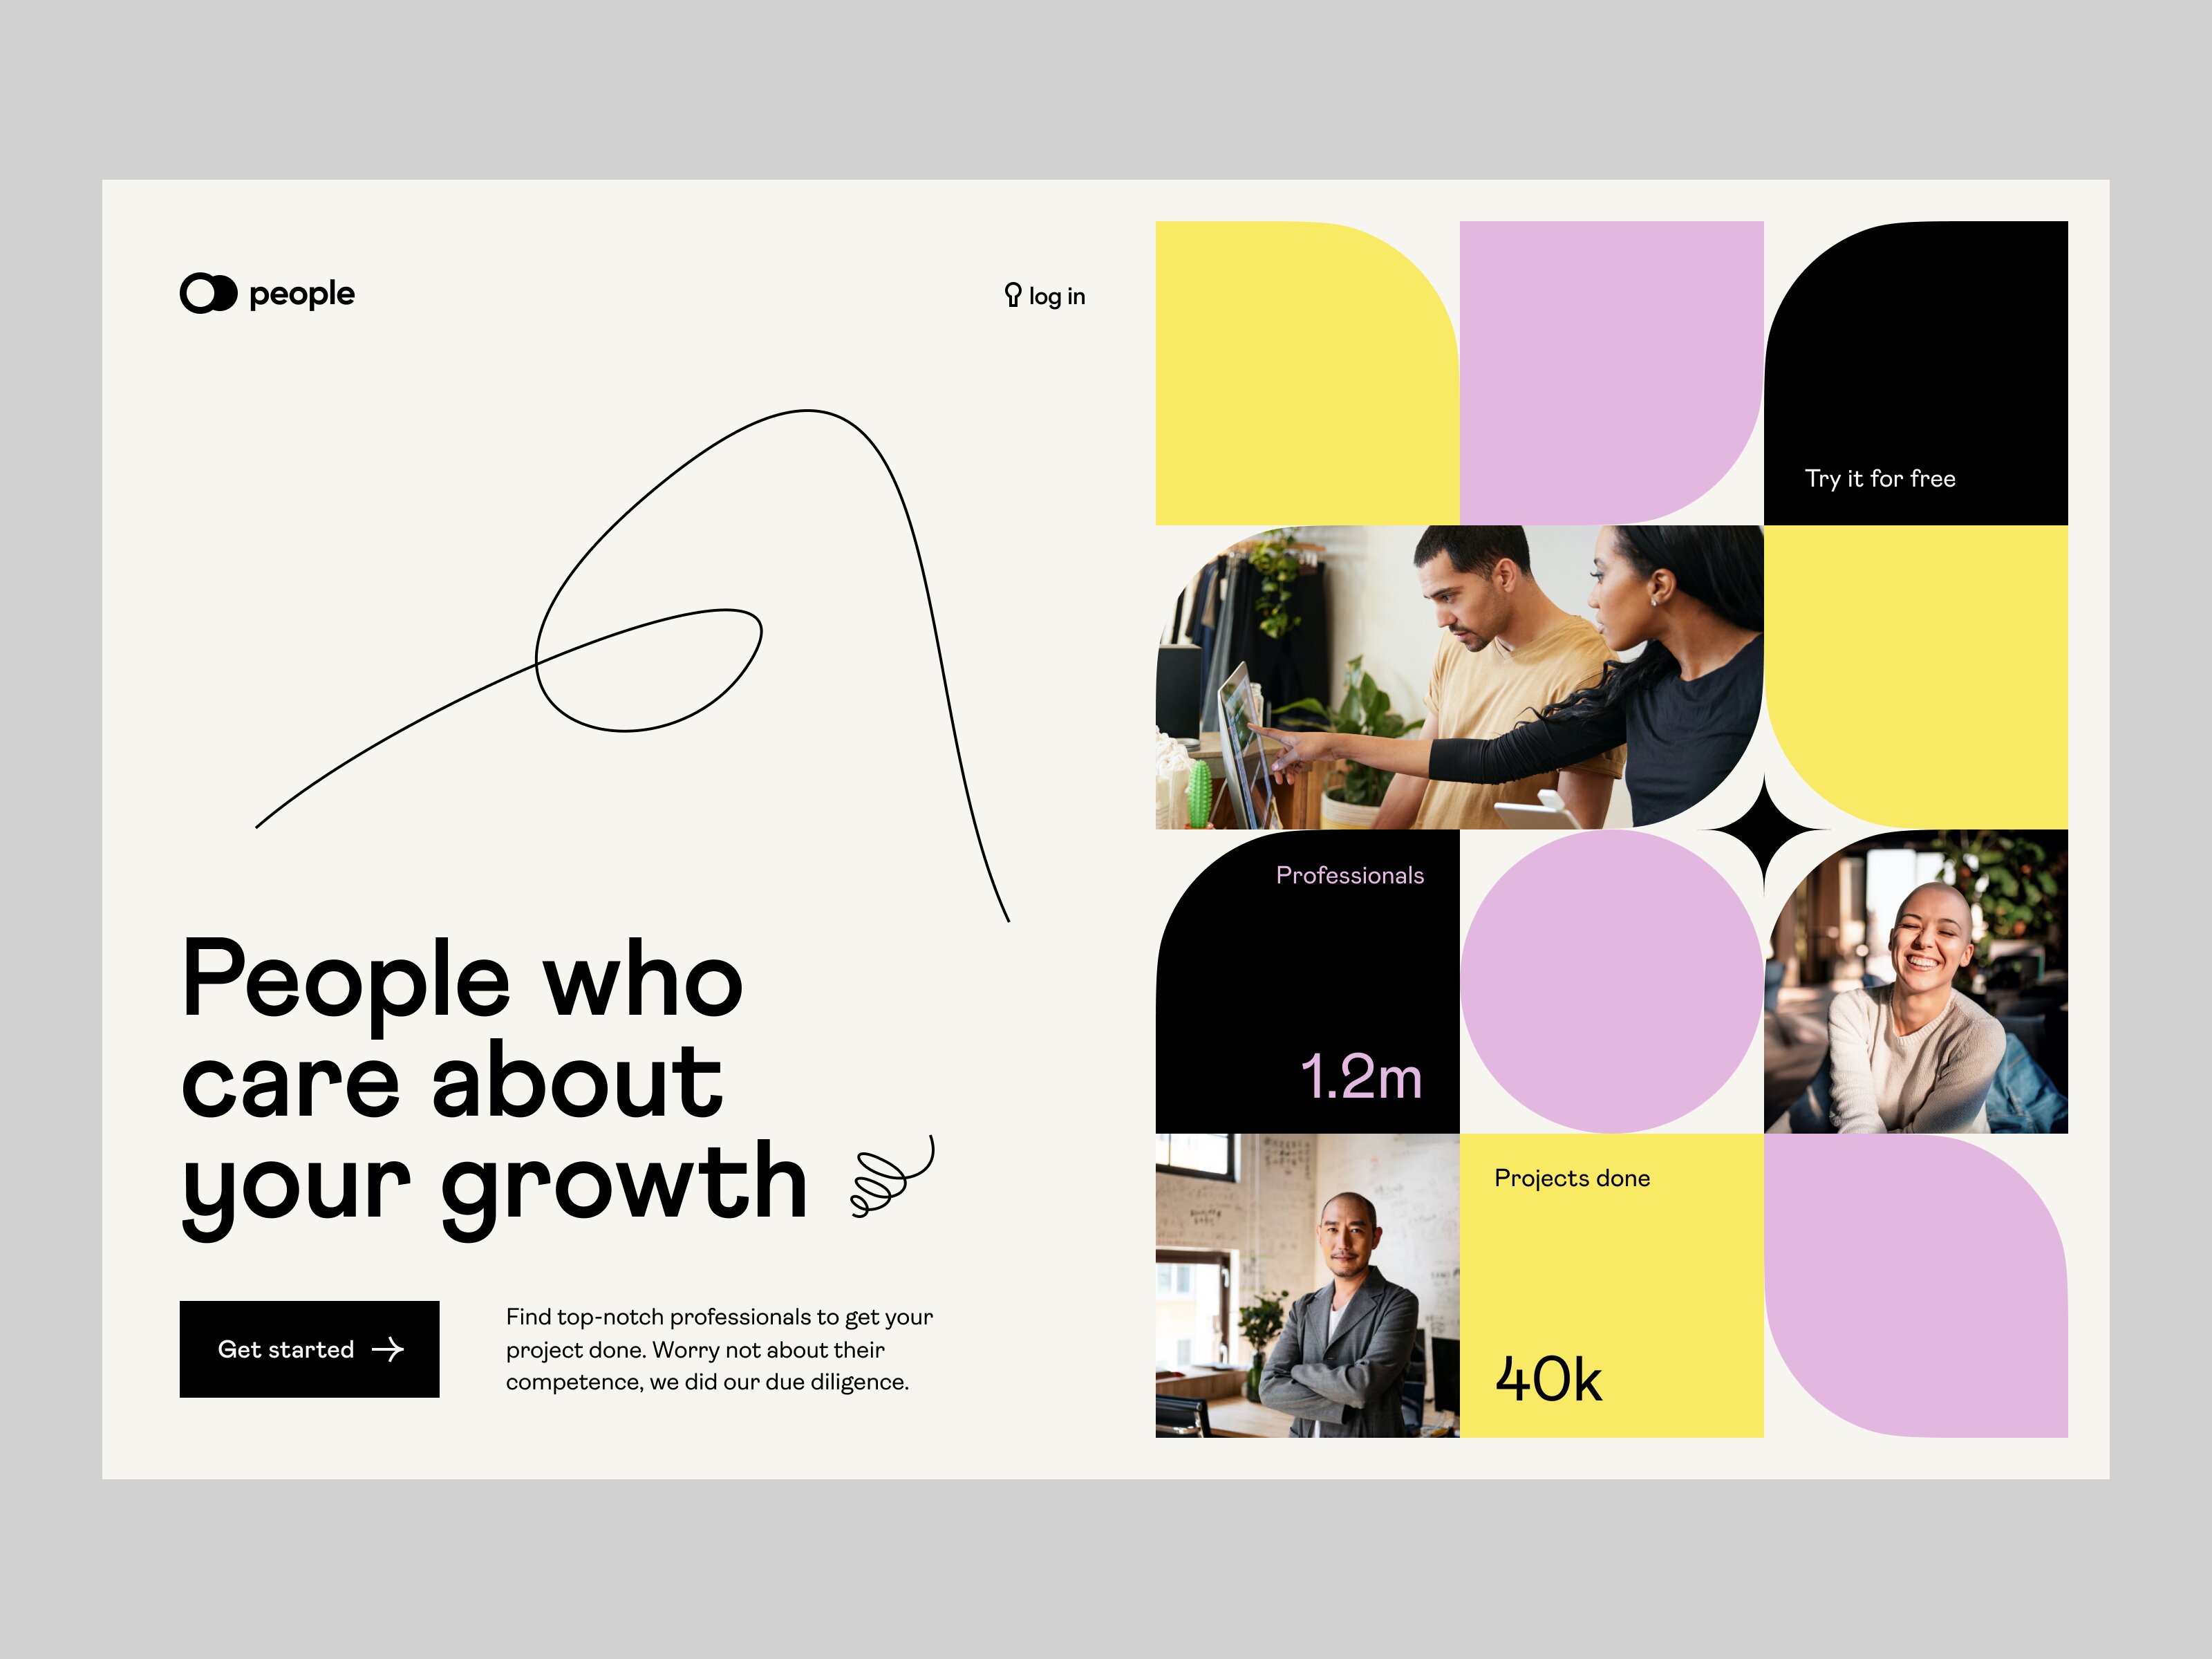 people
log in
People who
care about
your growth
Get started
Find top-notch professionals to get your
project done. Worry not about their
competence, we did our due diligence.
Try it for free
Professionals
1.2m
Projects done
40k